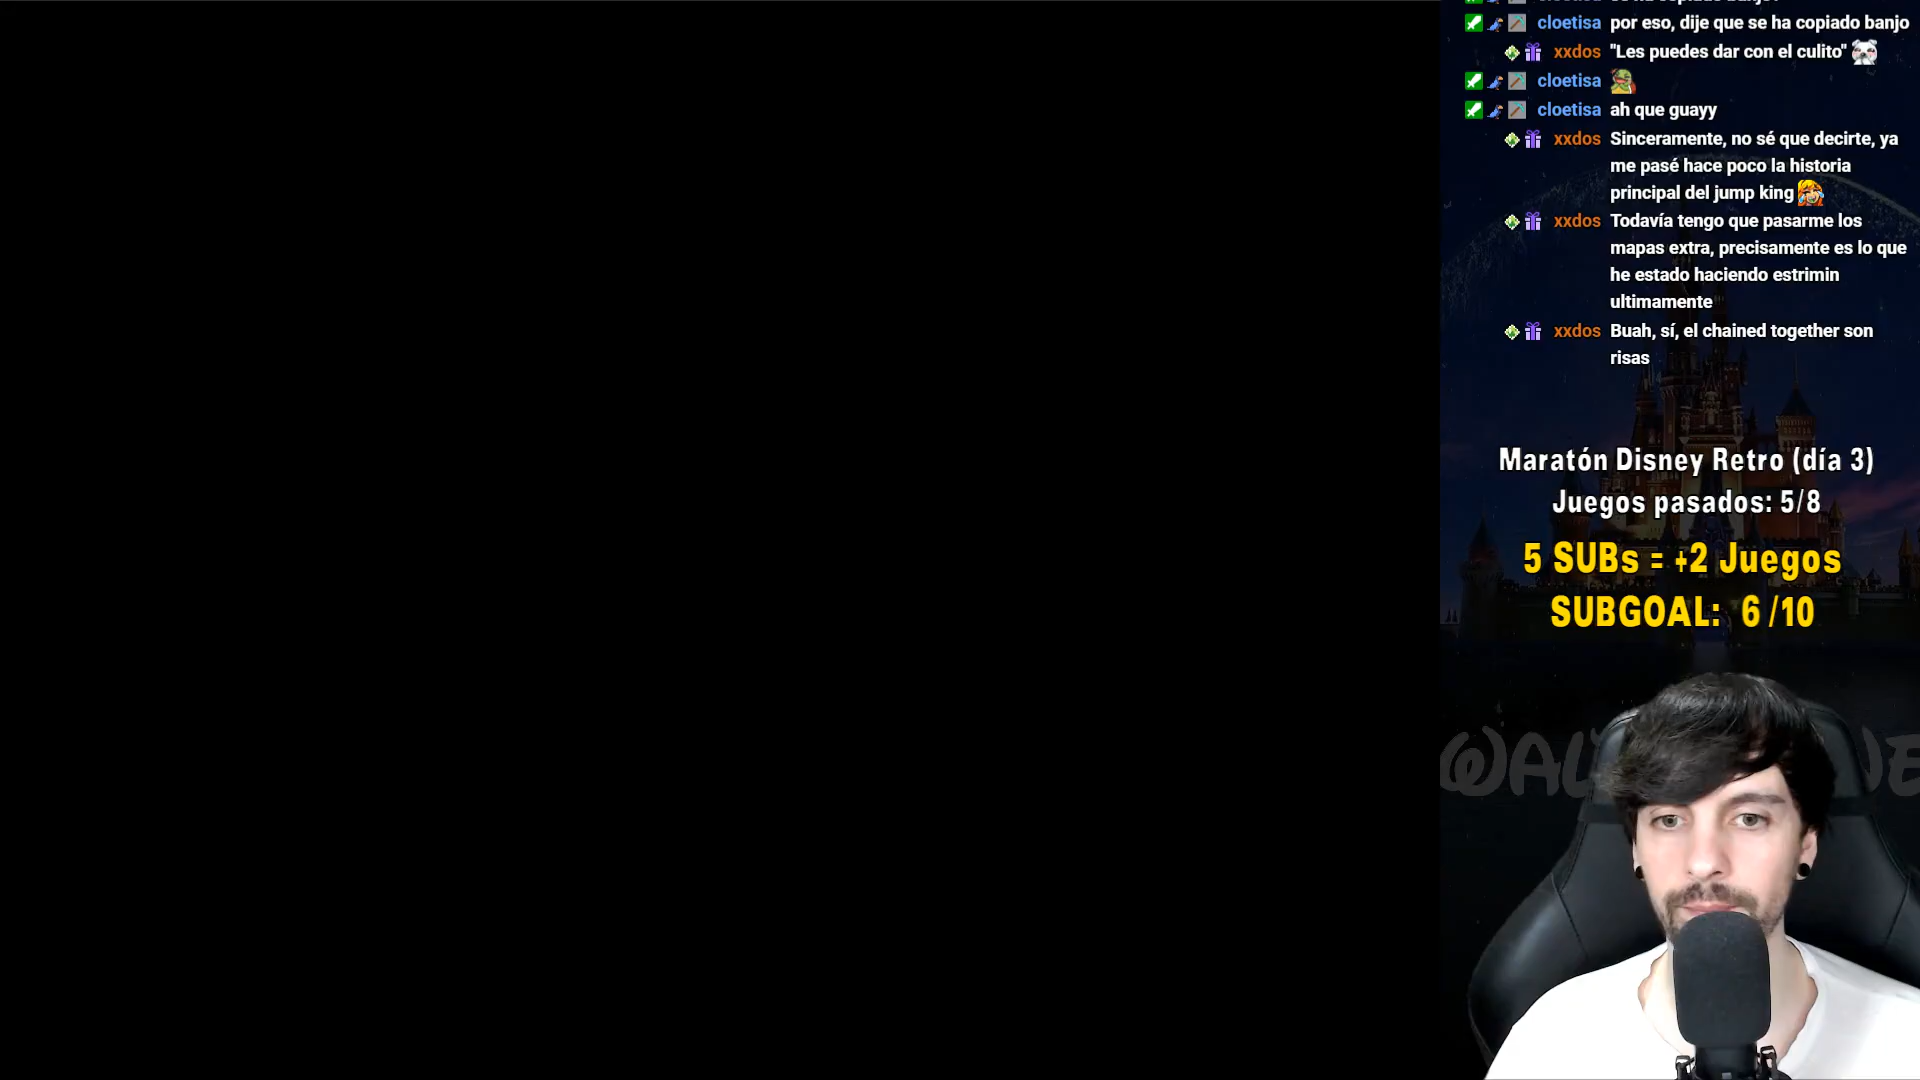 cloetisa por eso, dije que se ha copiado banjo
xxdos "Les puedes dar con el culito"
cloetisa
cloetisa ah que guayy
xxdos Sinceramente, no sé que decirte, ya
me pasé hace poco la historia
principal del jump king
xxdos Todavía tengo que pasarme los
mapas extra, precisamente es lo que
he estado haciendo estrimin
ultimamente
xxdos Buah, sí, el chained together son
risas
Maratón Disney Retro (día 3)
Juegos pasados: 5/8
5 SUBs = +2 Juegos
SUBGOAL: 6 /10